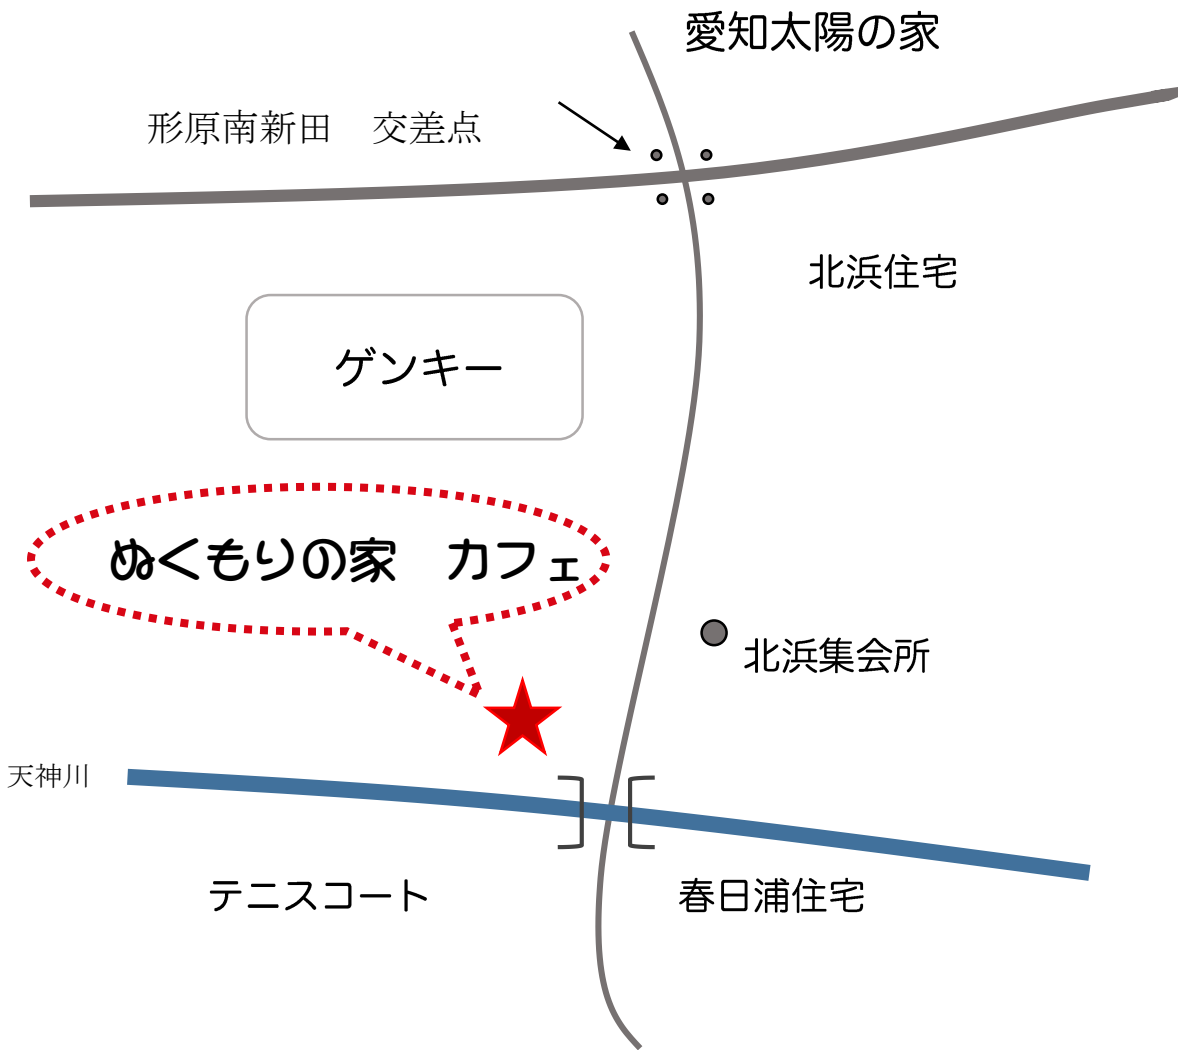 愛知太陽の家
形原南新田　交差点
北浜住宅
ゲンキー
ぬくもりの家　カフェ
北浜集会所
天神川
テニスコート
春日浦住宅